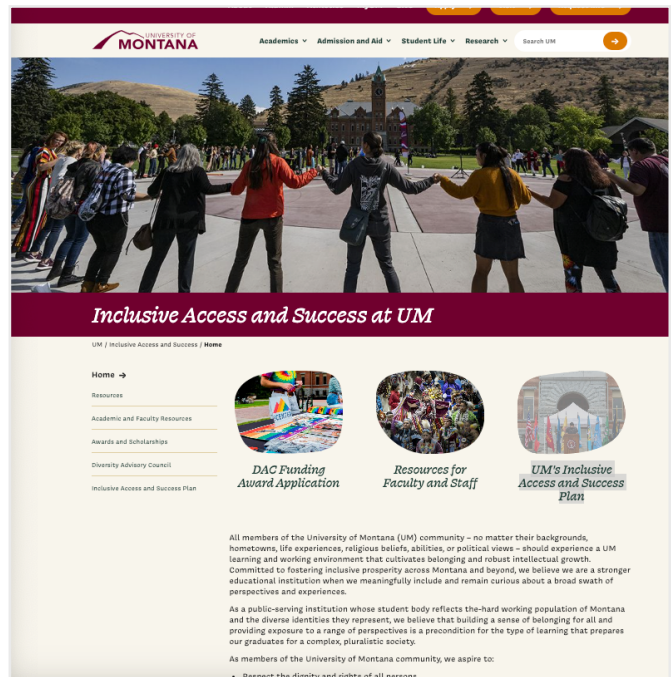 UNIVERSITY OF
MONTANA
Academics
Admission and Aid
Student Life
Research
Search UM
Inclusive Access and Success at UM
UM / Inclusive Access and Success / Home
Home
Resources
Academic and Faculty Resources
Awards and Scholarships
Diversity Advisory Council
Inclusive Access and Success Plan
DAC Funding
Award Application
Resources for
Faculty and Staff
UM's Inclusive
Access and Success
Plan
All members of the University of Montana (UM) community – no matter their backgrounds,
hometowns, life experiences, religious beliefs, abilities, or political views – should experience a UM
learning and working environment that cultivates belonging and robust intellectual growth.
Committed to fostering inclusive prosperity across Montana and beyond, we believe we are a stronger
educational institution when we meaningfully include and remain curious about a broad swath of
perspectives and experiences.
As a public-serving institution whose student body reflects the-hard working population of Montana
and the diverse identities they represent, we believe that building a sense of belonging for all and
providing exposure to a range of perspectives is a precondition for the type of learning that prepares
our graduates for a complex, pluralistic society.
As members of the University of Montana community, we aspire to:
• Respect the dignity and rights of all persons